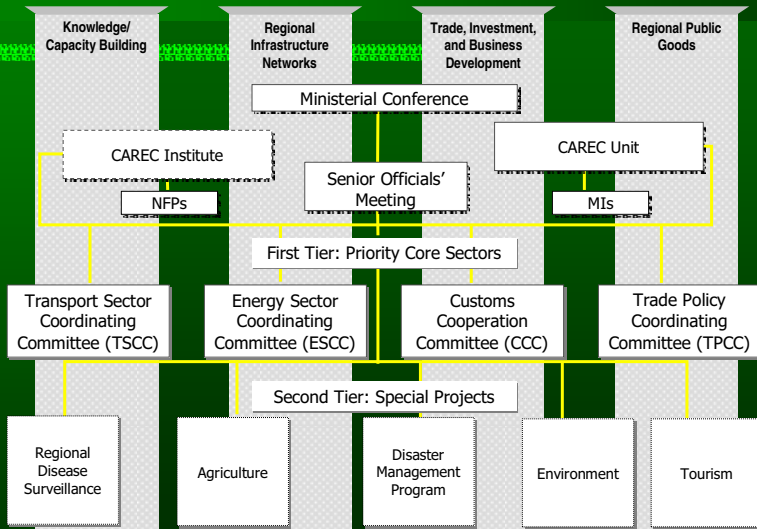 Knowledge/
Capacity Building
Regional
Infrastructure
Networks
Trade, Investment,
and Business
Development
Regional Public
Goods
Ministerial Conference
CAREC Institute
CAREC Unit
Senior Officials’
Meeting
NFPs
MIs
First Tier: Priority Core Sectors
Transport Sector
Coordinating
Committee (TSCC)
Energy Sector
Coordinating
Committee (ESCC)
Customs
Cooperation
Committee (CCC)
Trade Policy
Coordinating
Committee (TPCC)
Second Tier: Special Projects
Regional
Disease
Surveillance
Agriculture
Disaster
Management
Program
Environment
Tourism